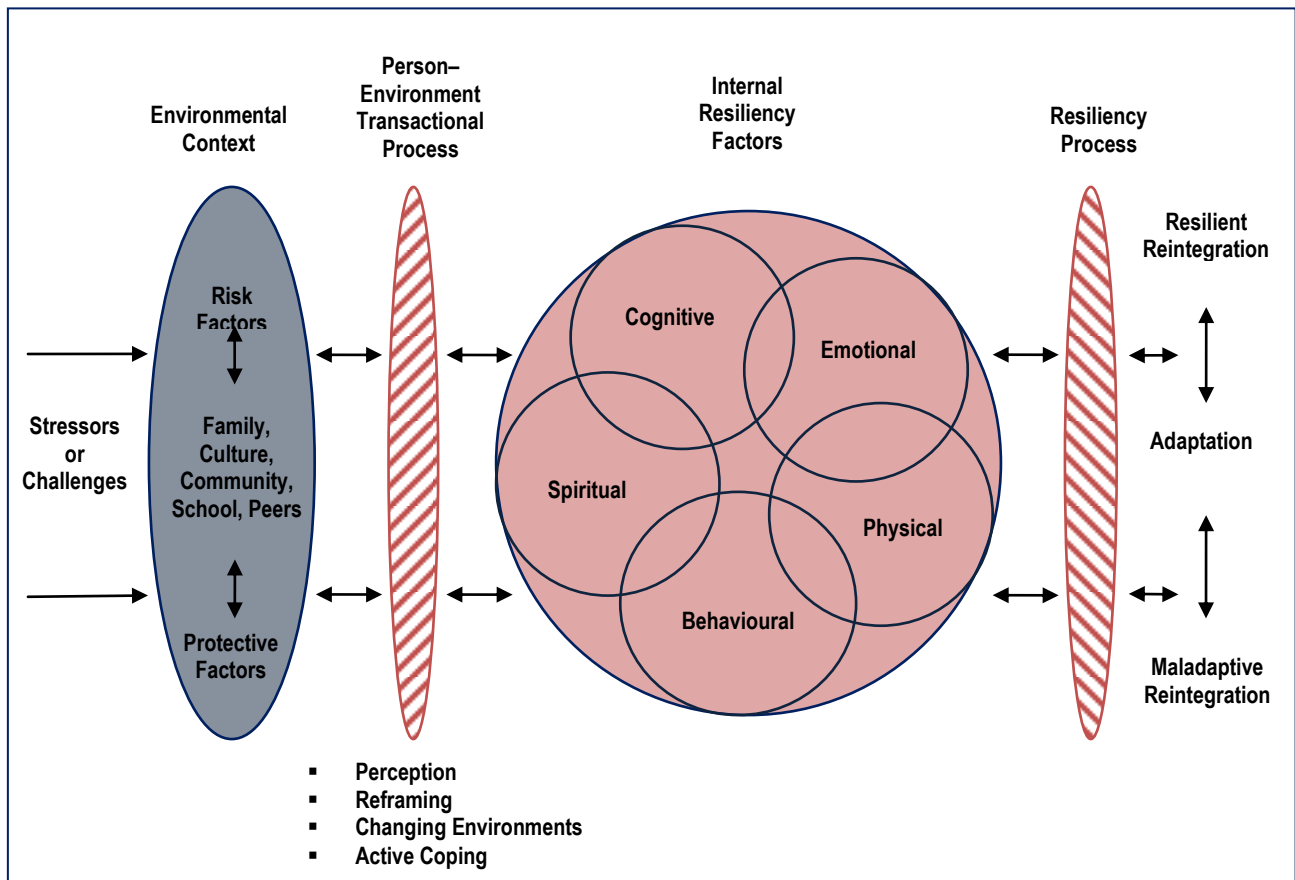 Environmental
Context
Person–
Environment
Transactional
Process
Internal
Resiliency
Factors
Resiliency
Process
Stressors
or
Challenges
Risk
Factors
Family,
Culture,
Community,
School, Peers
Protective
Factors
Cognitive
Emotional
Spiritual
Physical
Behavioural
Resilient
Reintegration
Adaptation
Maladaptive
Reintegration
▪ Perception
▪ Reframing
▪ Changing Environments
▪ Active Coping